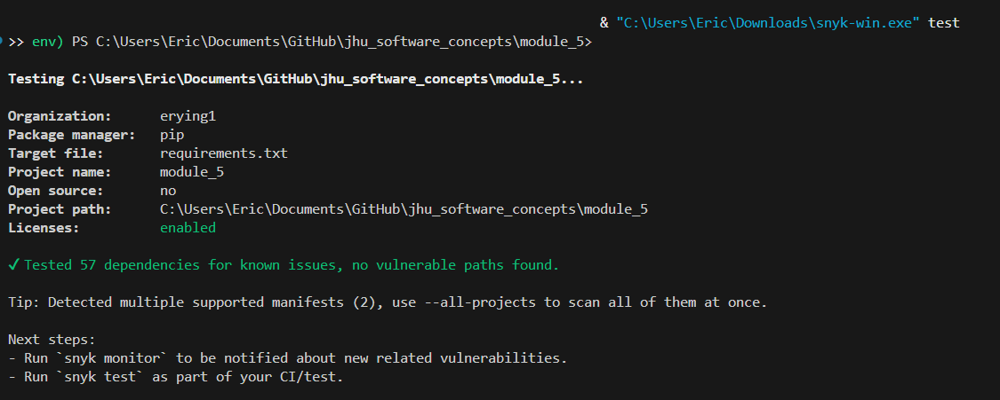 & "C:\Users\Eric\Downloads\snyk-win.exe" test
>> env) PS C:\Users\Eric\Documents\GitHub\jhu_software_concepts\module_5>
Testing C:\Users\Eric\Documents\GitHub\jhu_software_concepts\module_5...
Organization: erying1
Package manager: pip
Target file: requirements.txt
Project name: module_5
Open source: no
Project path: C:\Users\Eric\Documents\GitHub\jhu_software_concepts\module_5
Licenses: enabled
✔ Tested 57 dependencies for known issues, no vulnerable paths found.
Tip: Detected multiple supported manifests (2), use --all-projects to scan all of them at once.
Next steps:
- Run `snyk monitor` to be notified about new related vulnerabilities.
- Run `snyk test` as part of your CI/test.